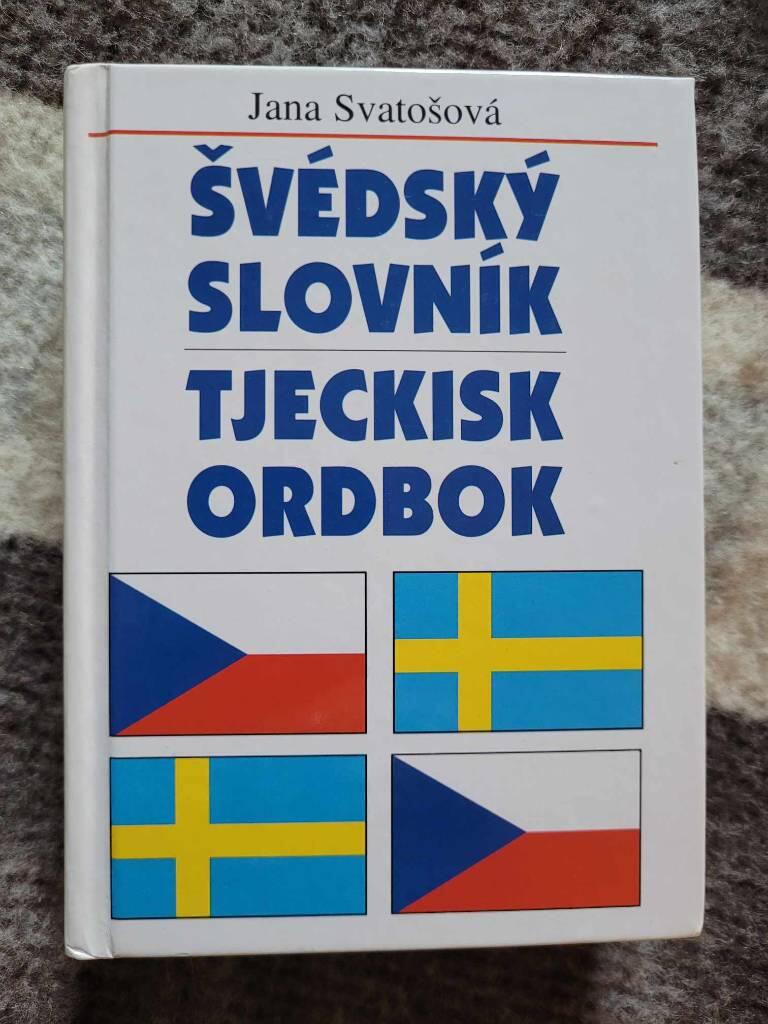 Jana Svatošová
ŠVÉDSKÝ
SLOVNÍK
TJECKISK
ORDBOK